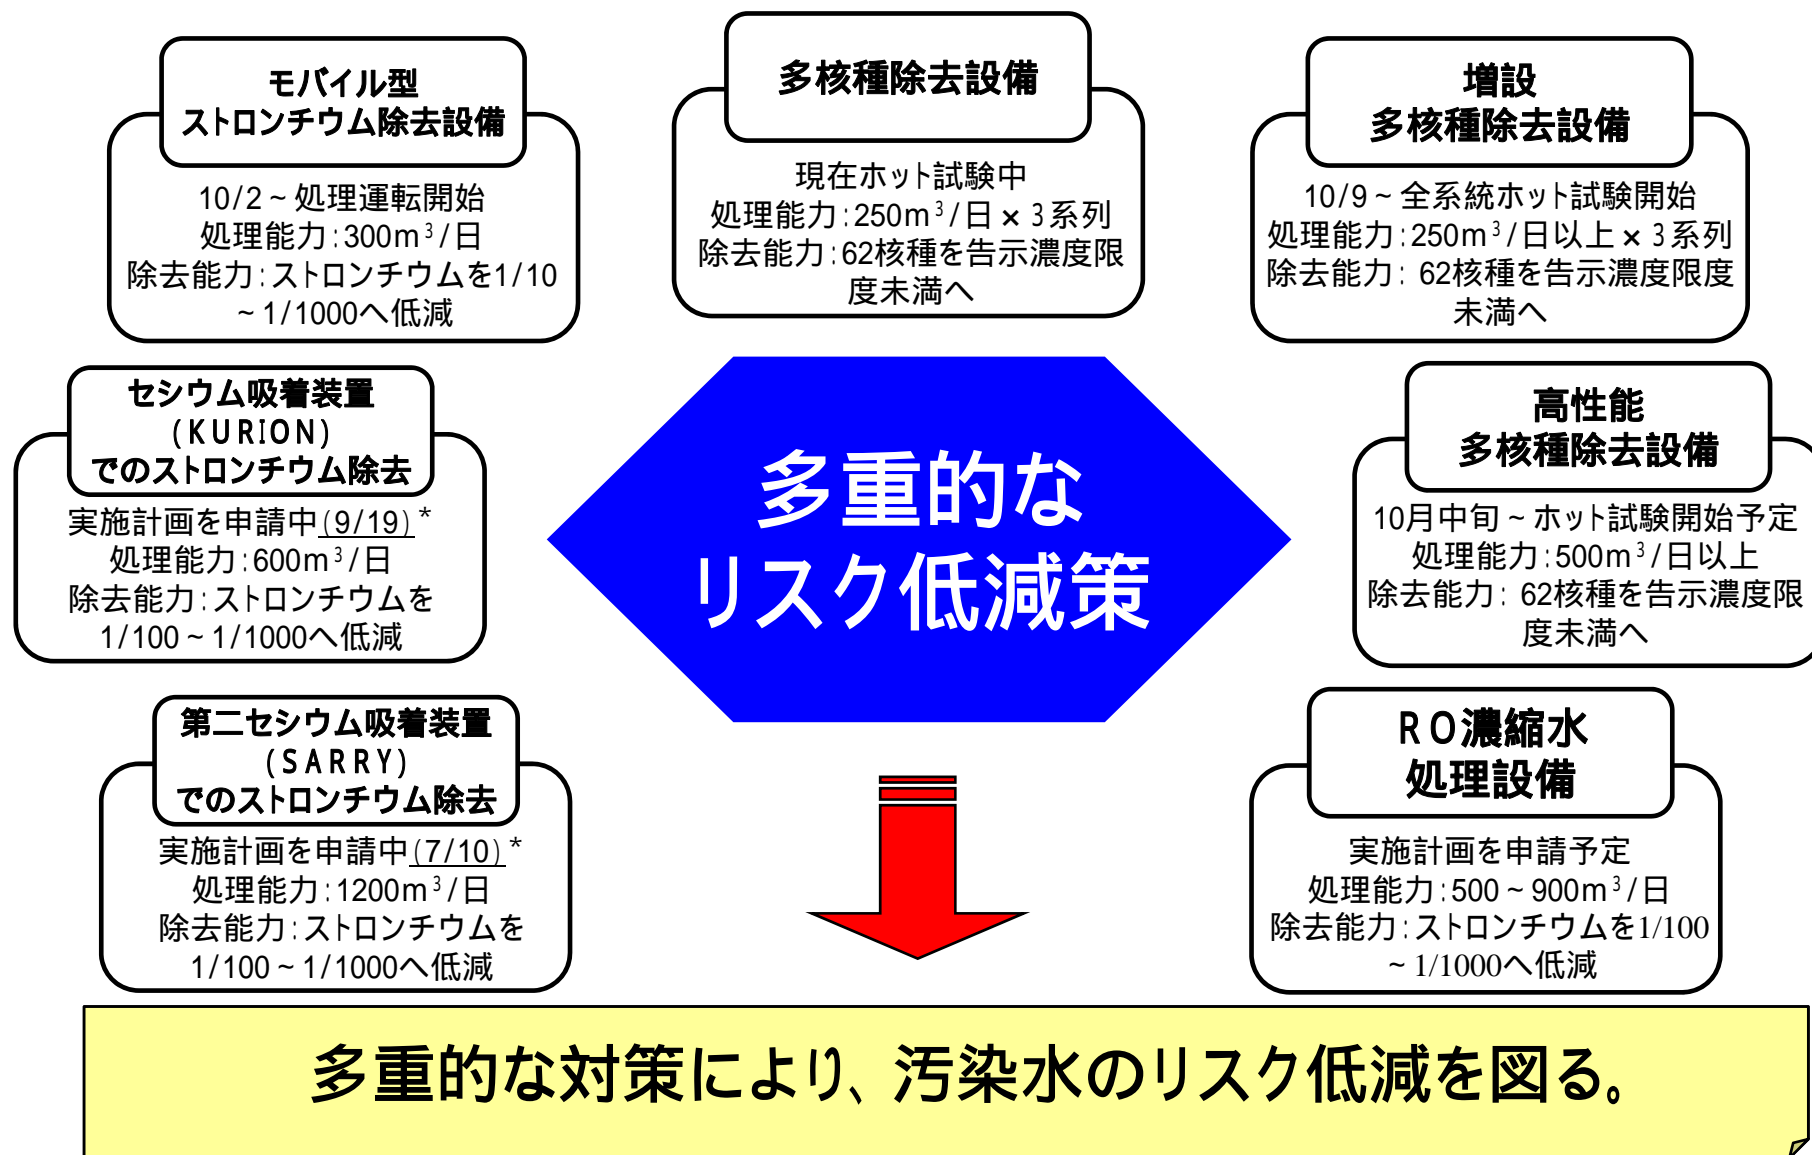 モバイル型
ストロンチウム除去設備
10/2~処理運転開始
処理能力:300m³/日
除去能力:ストロンチウムを1/10
~1/1000へ低減
多核種除去設備
現在ホット試験中
処理能力:250m³/日×3系列
除去能力:62核種を告示濃度限
度未満へ
増設
多核種除去設備
10/9~全系統ホット試験開始
処理能力:250m³/日以上×3系列
除去能力: 62核種を告示濃度限度
未満へ
セシウム吸着装置
(KURION)
でのストロンチウム除去
実施計画を申請中(9/19)*
処理能力:600m³/日
除去能力:ストロンチウムを
1/100~1/1000へ低減
多重的な
リスク低減策
高性能
多核種除去設備
10月中旬~ホット試験開始予定
処理能力:500m³/日以上
除去能力: 62核種を告示濃度限
度未満へ
第二セシウム吸着装置
(SARRY)
でのストロンチウム除去
実施計画を申請中(7/10)*
処理能力:1200m³/日
除去能力:ストロンチウムを
1/100~1/1000へ低減
RO濃縮水
処理設備
実施計画を申請予定
処理能力:500~900m³/日
除去能力:ストロンチウムを1/100
~1/1000へ低減
多重的な対策により、汚染水のリスク低減を図る。